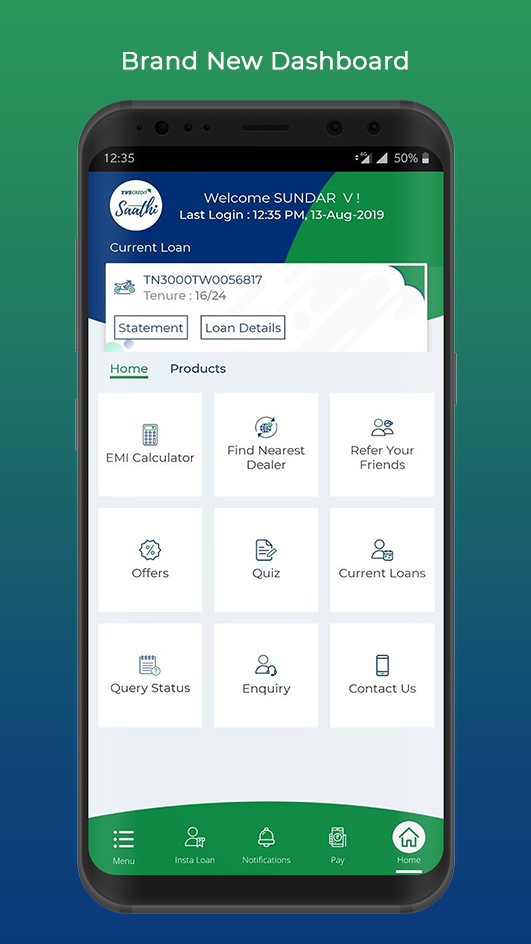 Brand New Dashboard
12:35
4G
50%
TVS CREDIT
Saathi
Welcome SUNDAR V !
Last Login : 12:35 PM, 13-Aug-2019
Current Loan
TN3000TW0056817
Tenure : 16/24
Statement
Loan Details
Home
Products
EMI Calculator
Find Nearest
Dealer
Refer Your
Friends
Offers
Quiz
Current Loans
Query Status
Enquiry
Contact Us
Menu
Insta Loan
Notifications
Pay
Home